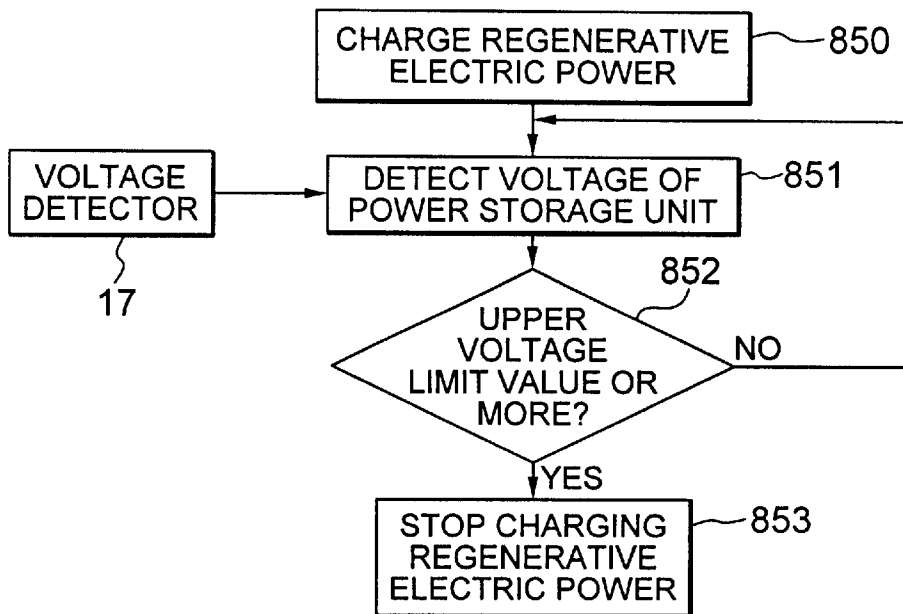 CHARGE REGENERATIVE
ELECTRIC POWER
850
VOLTAGE
DETECTOR
17
DETECT VOLTAGE OF
POWER STORAGE UNIT
851
852
UPPER
VOLTAGE
LIMIT VALUE OR
MORE?
NO
YES
STOP CHARGING
REGENERATIVE
ELECTRIC POWER
853